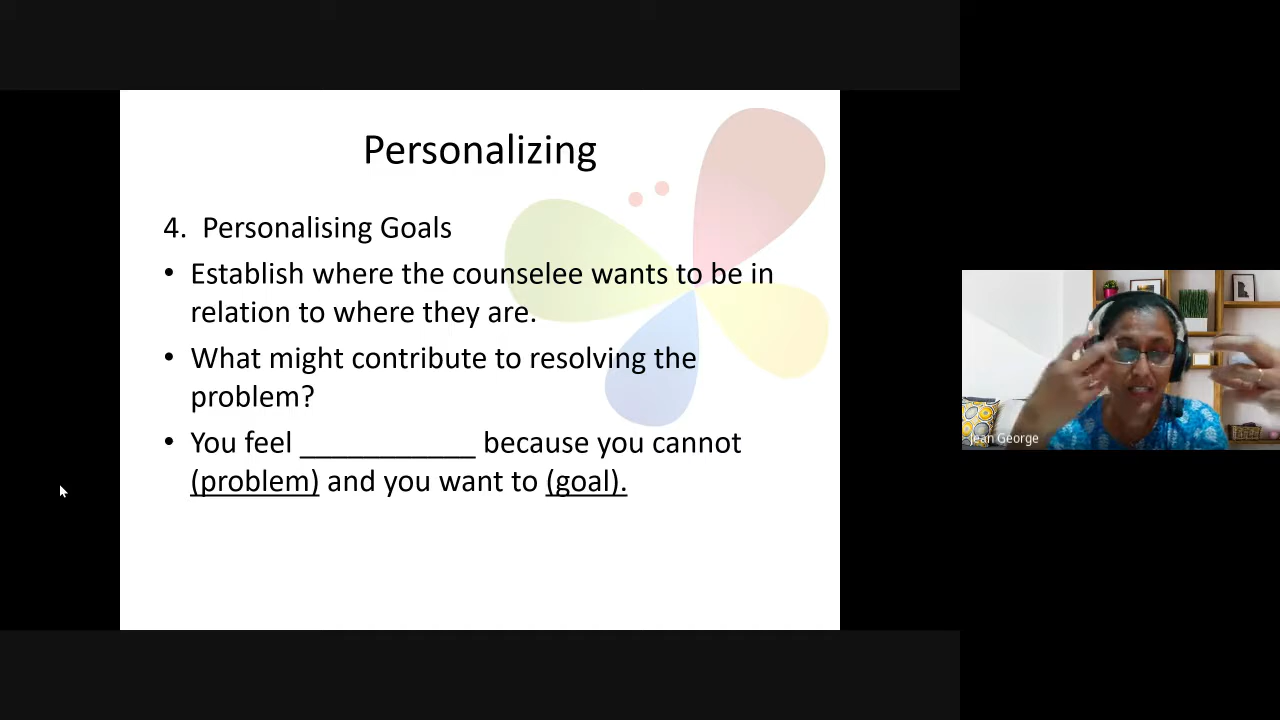 Personalizing
4. Personalising Goals
• Establish where the counselee wants to be in
relation to where they are.
• What might contribute to resolving the
problem?
• You feel ____________ because you cannot
(problem) and you want to (goal).
Jean George